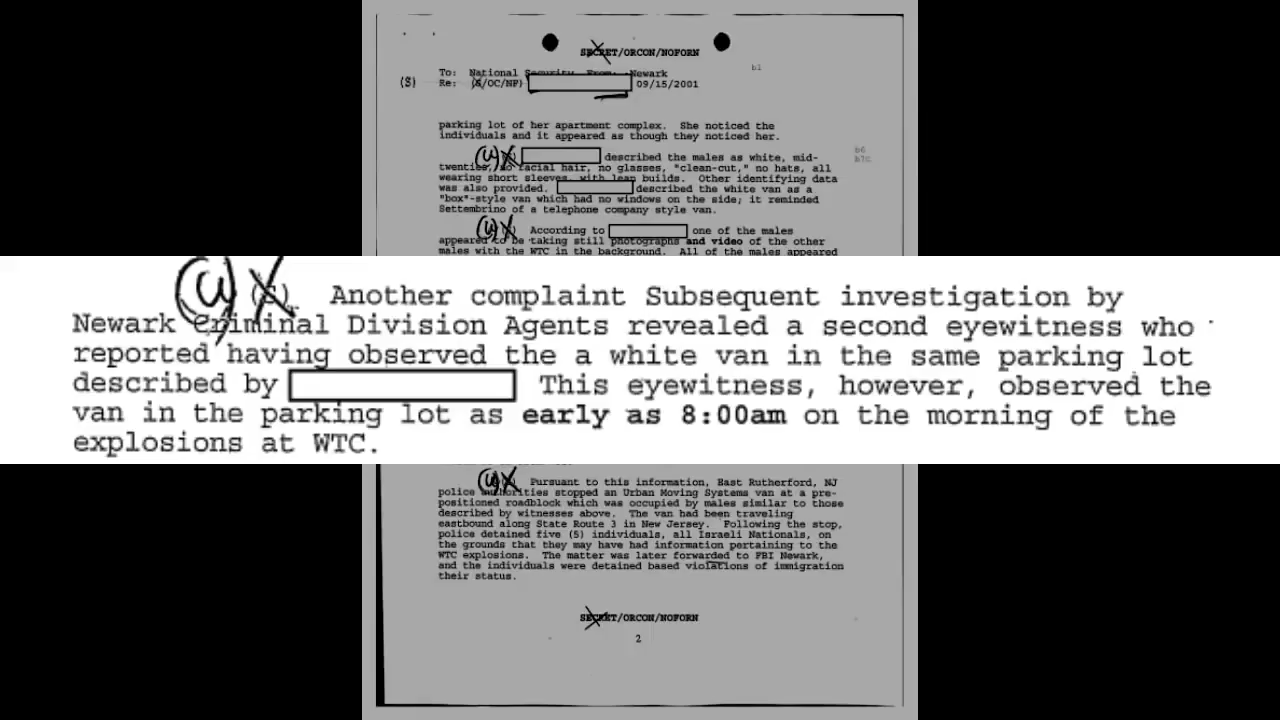 SECRET/ORCON/NOFORN
b1
To: National Security From: Newark
(S) Re: (S/OC/NF) 09/15/2001
parking lot of her apartment complex. She noticed the
individuals and it appeared as though they noticed her.
b6
b7C
(U) described the males as white, mid-
twenties, no facial hair, no glasses, "clean-cut," no hats, all
wearing short sleeves, with lean builds. Other identifying data
was also provided. described the white van as a
"box"-style van which had no windows on the side; it reminded
Settembrino of a telephone company style van.
(U) According to one of the males
appeared to be taking still photographs and video of the other
males with the WTC in the background. All of the males appeared
(U) (S) Another complaint Subsequent investigation by
Newark Criminal Division Agents revealed a second eyewitness who
reported having observed the a white van in the same parking lot
described by This eyewitness, however, observed the
van in the parking lot as early as 8:00am on the morning of the
explosions at WTC.
(U) Pursuant to this information, East Rutherford, NJ
police authorities stopped an Urban Moving Systems van at a pre-
positioned roadblock which was occupied by males similar to those
described by witnesses above. The van had been traveling
eastbound along State Route 3 in New Jersey. Following the stop,
police detained five (5) individuals, all Israeli Nationals, on
the grounds that they may have had information pertaining to the
WTC explosions. The matter was later forwarded to FBI Newark,
and the individuals were detained based violations of immigration
their status.
SECRET/ORCON/NOFORN
2